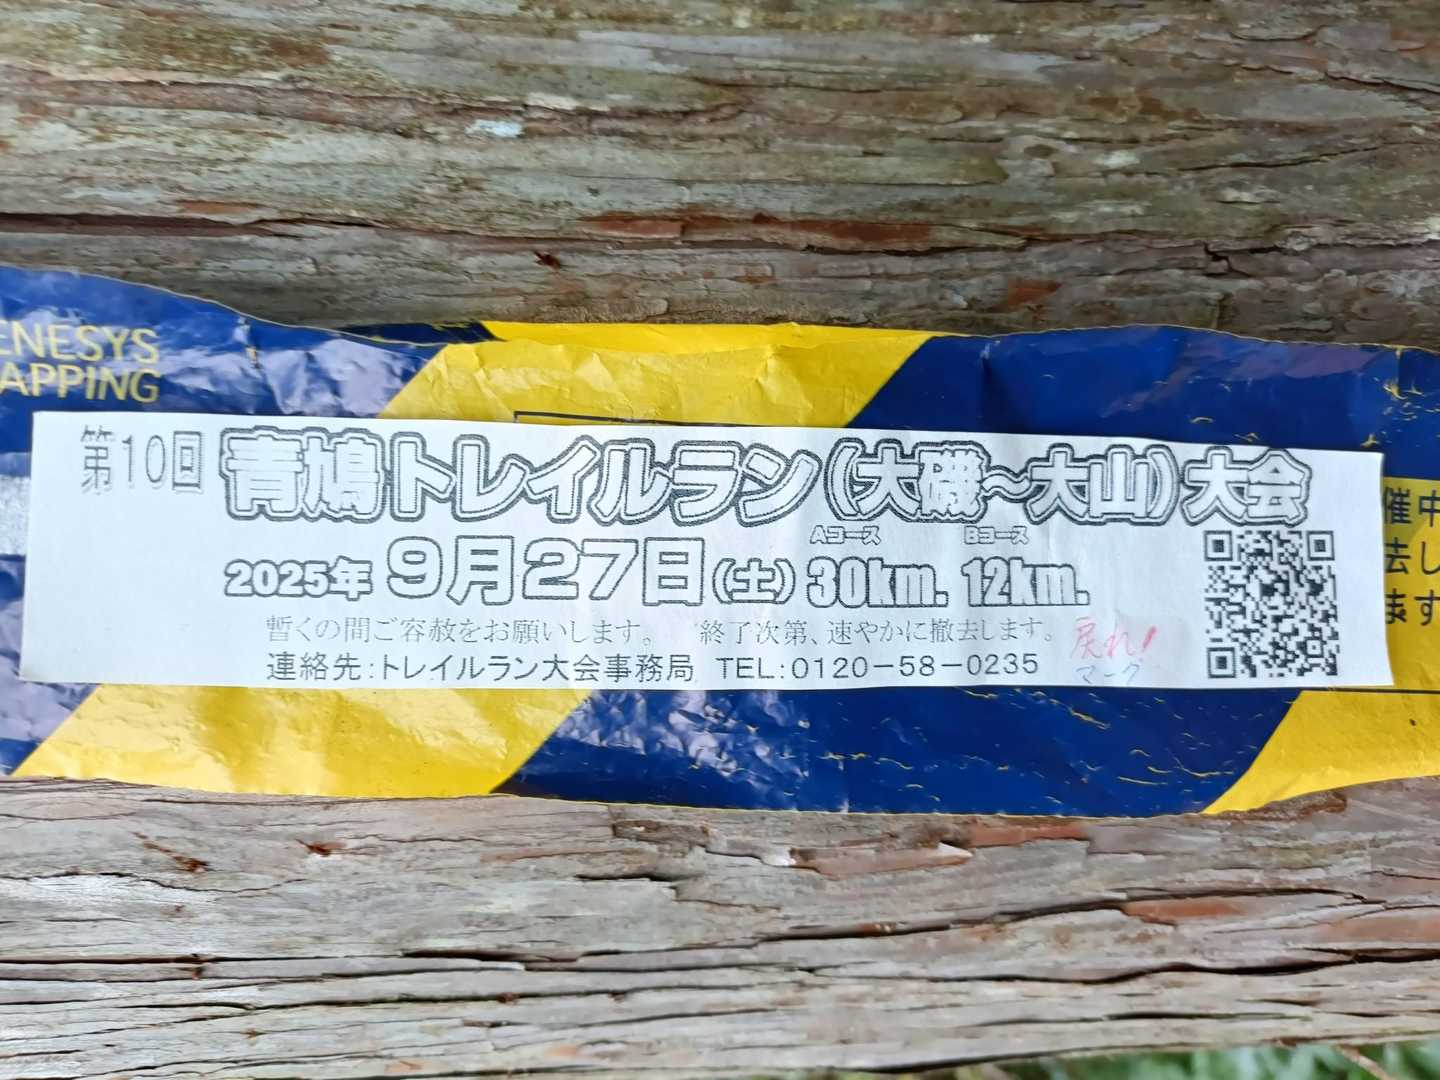 ENESYS
APPING
第10回 青鳩トレイルラン(大磯～大山)大会
Aコース Bコース
2025年 9月27日(土) 30km. 12km.
暫くの間ご容赦をお願いします。 終了次第、速やかに撤去します。
戻れ!
連絡先:トレイルラン大会事務局 TEL:0120-58-0235
マーク
催中
去し
ます